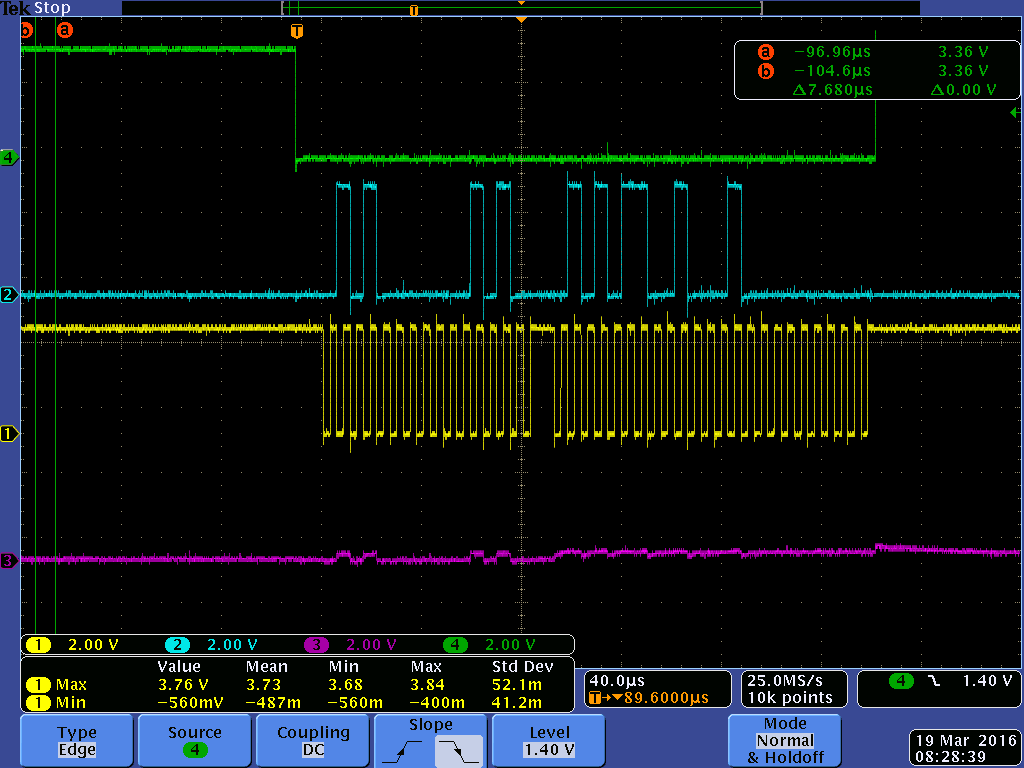 Tek Stop
T
b a T
a −96.96µs 3.36 V
b −104.6µs 3.36 V
Δ7.680µs Δ0.00 V
4
2
1
3
1 2.00 V 2 2.00 V 3 2.00 V 4 2.00 V
Value Mean Min Max Std Dev
1 Max 3.76 V 3.73 3.68 3.84 52.1m
1 Min −560mV −487m −560m −400m 41.2m
40.0µs
T→▼89.6000µs
25.0MS/s
10k points
4 1.40 V
Type
Edge
Source
4
Coupling
DC
Slope
Level
1.40 V
Mode
Normal
& Holdoff
19 Mar 2016
08:28:39